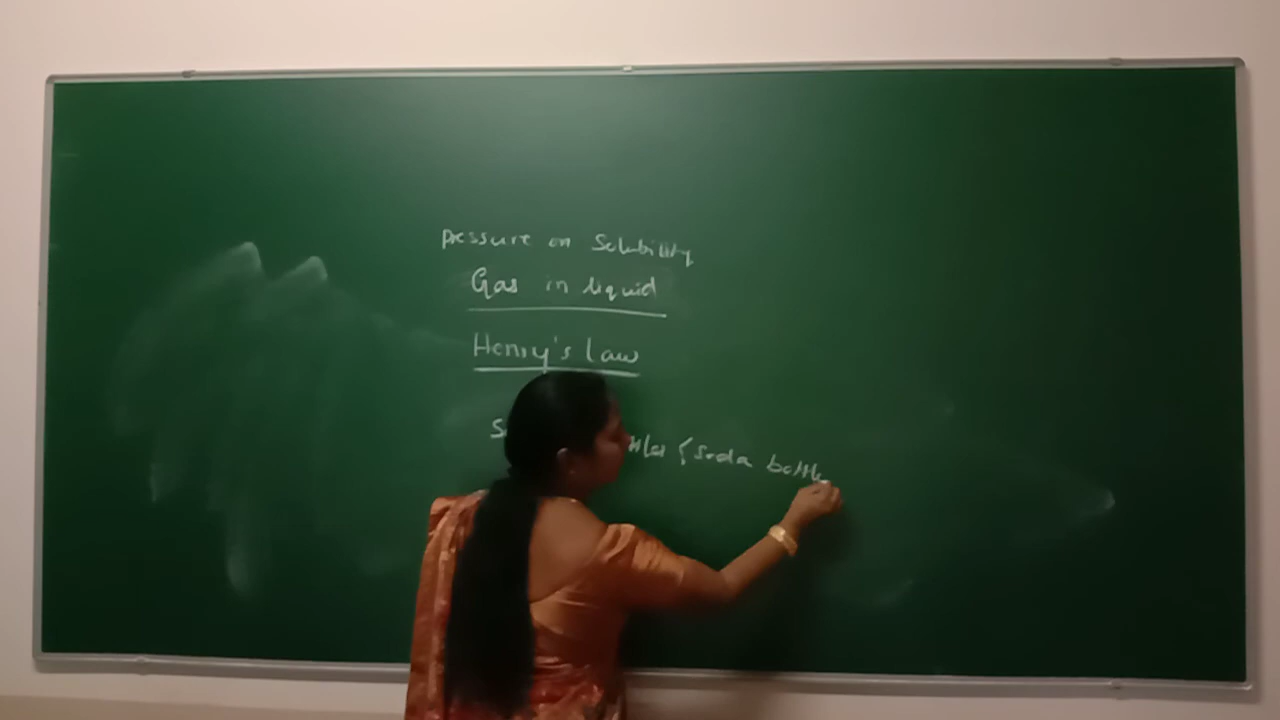 Pressure on Solubility
Gas in liquid
Henry's law
{soda bottle